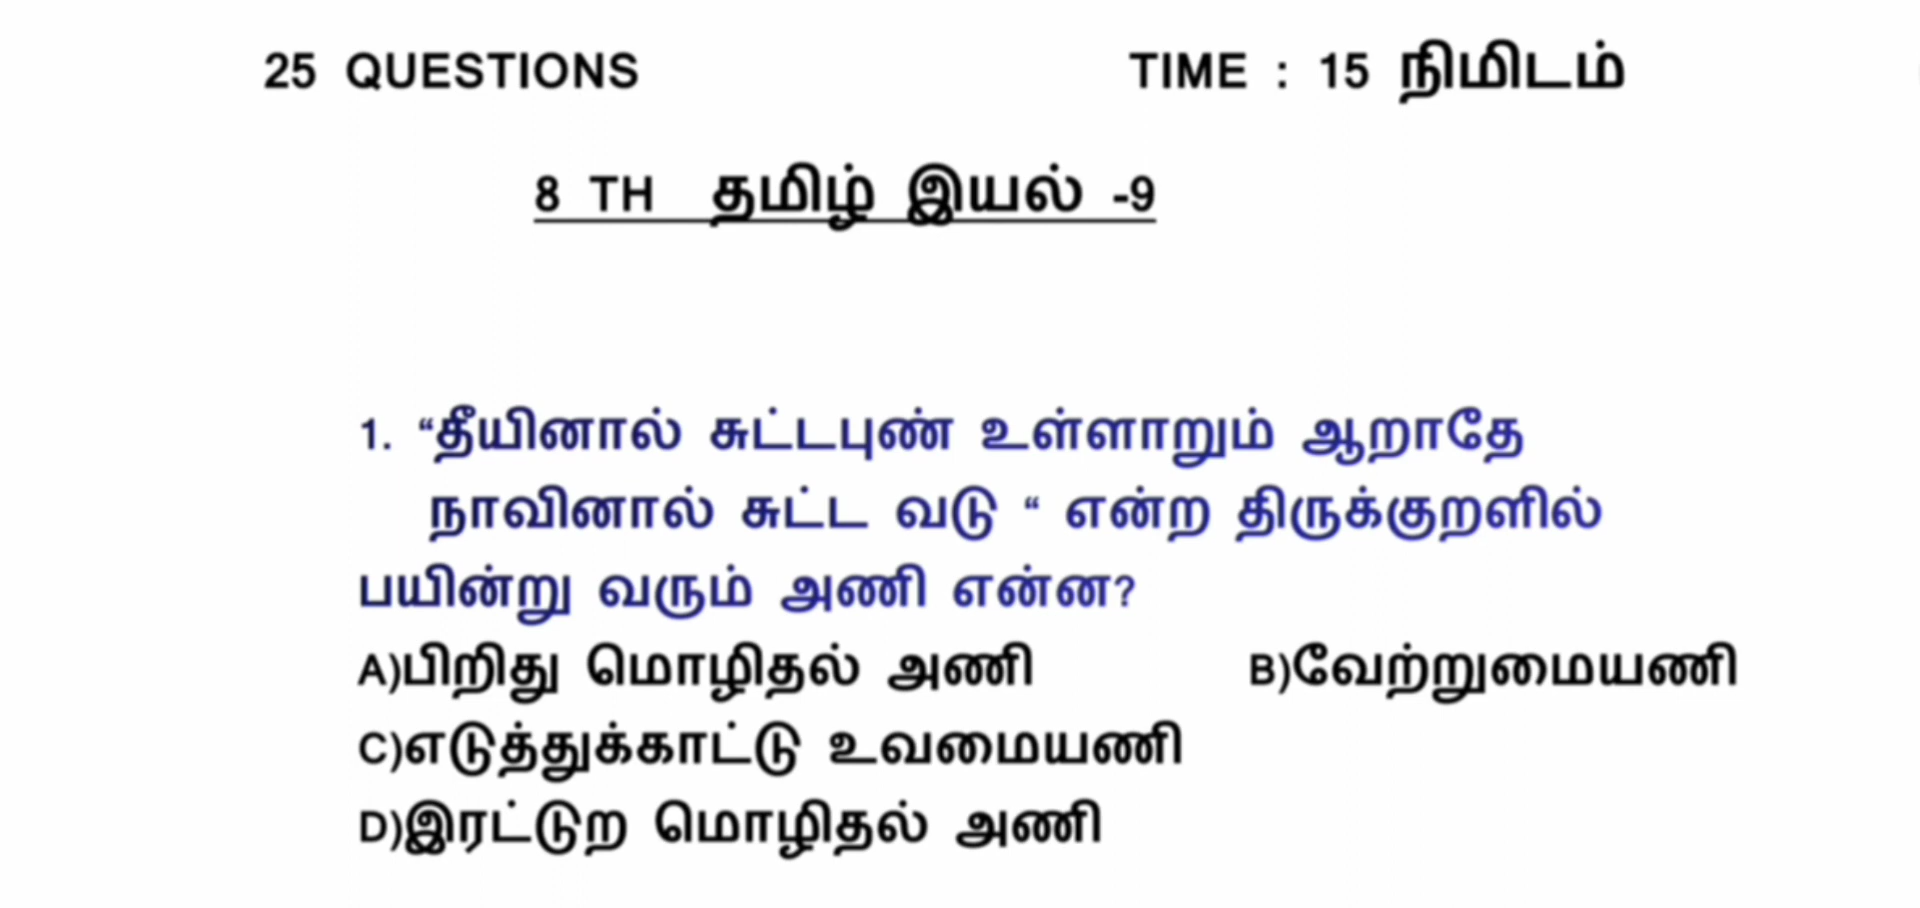 25 QUESTIONS TIME : 15 நிமிடம்
8 TH தமிழ் இயல் -9
1. “தீயினால் சுட்டபுண் உள்ளாறும் ஆறாதே
நாவினால் சுட்ட வடு “ என்ற திருக்குறளில்
பயின்று வரும் அணி என்ன?
A)பிறிது மொழிதல் அணி B)வேற்றுமையணி
C)எடுத்துக்காட்டு உவமையணி
D)இரட்டுற மொழிதல் அணி